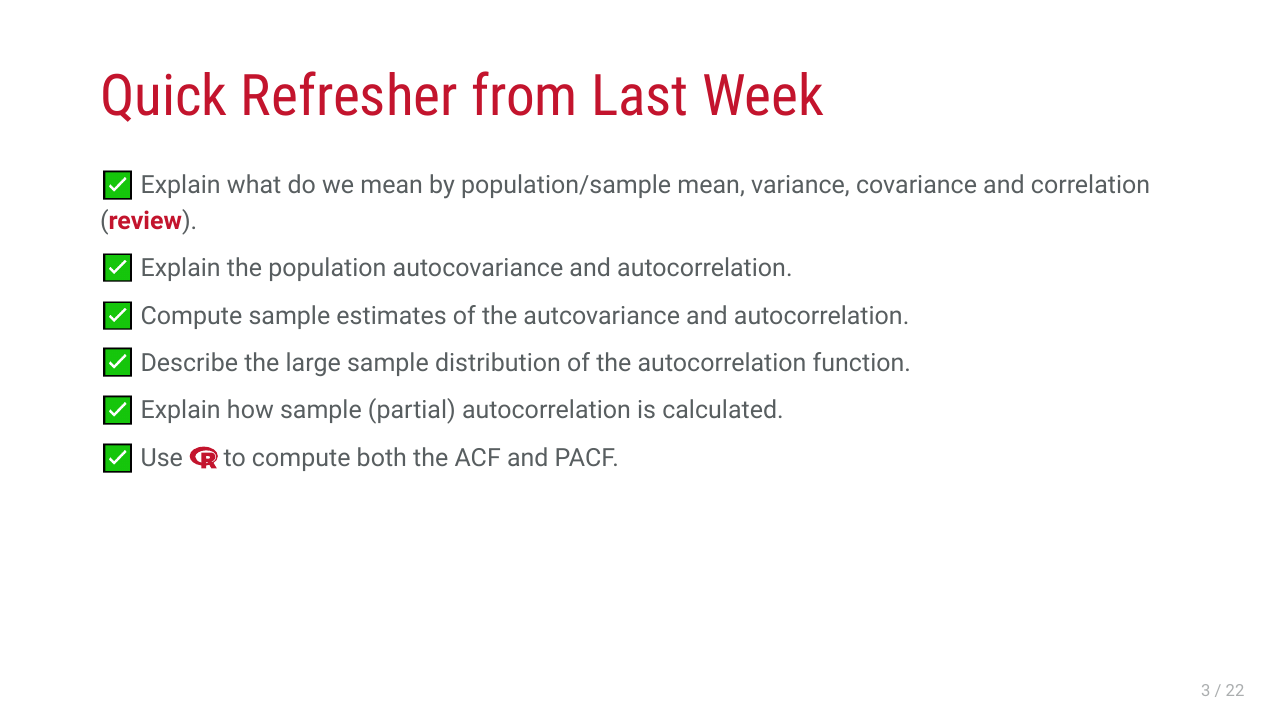 Quick Refresher from Last Week
✅ Explain what do we mean by population/sample mean, variance, covariance and correlation
(review).
✅ Explain the population autocovariance and autocorrelation.
✅ Compute sample estimates of the autcovariance and autocorrelation.
✅ Describe the large sample distribution of the autocorrelation function.
✅ Explain how sample (partial) autocorrelation is calculated.
✅ Use R to compute both the ACF and PACF.
3 / 22